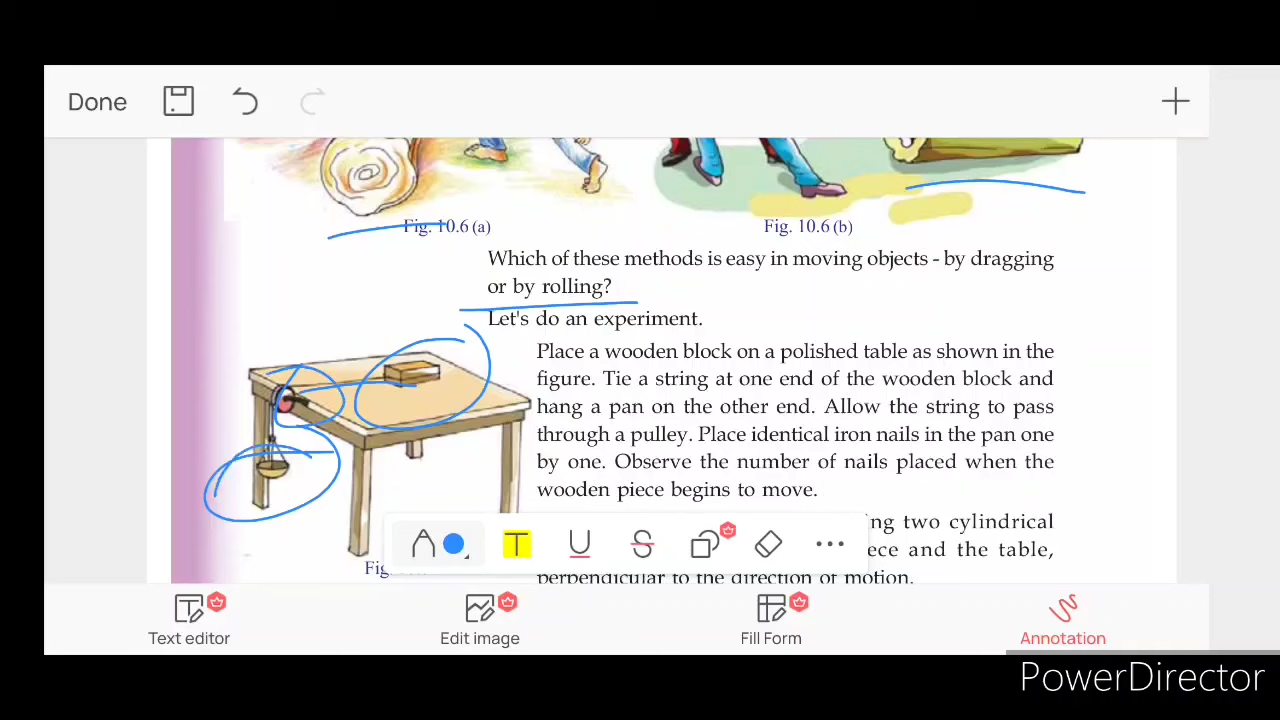 Done
Fig. 10.6 (a)
Fig. 10.6 (b)
Which of these methods is easy in moving objects - by dragging
or by rolling?
Let's do an experiment.
Place a wooden block on a polished table as shown in the
figure. Tie a string at one end of the wooden block and
hang a pan on the other end. Allow the string to pass
through a pulley. Place identical iron nails in the pan one
by one. Observe the number of nails placed when the
wooden piece begins to move.
two cylindrical
and the table,
perpendicular to the direction of motion.
Text editor
Edit image
Fill Form
Annotation
PowerDirector